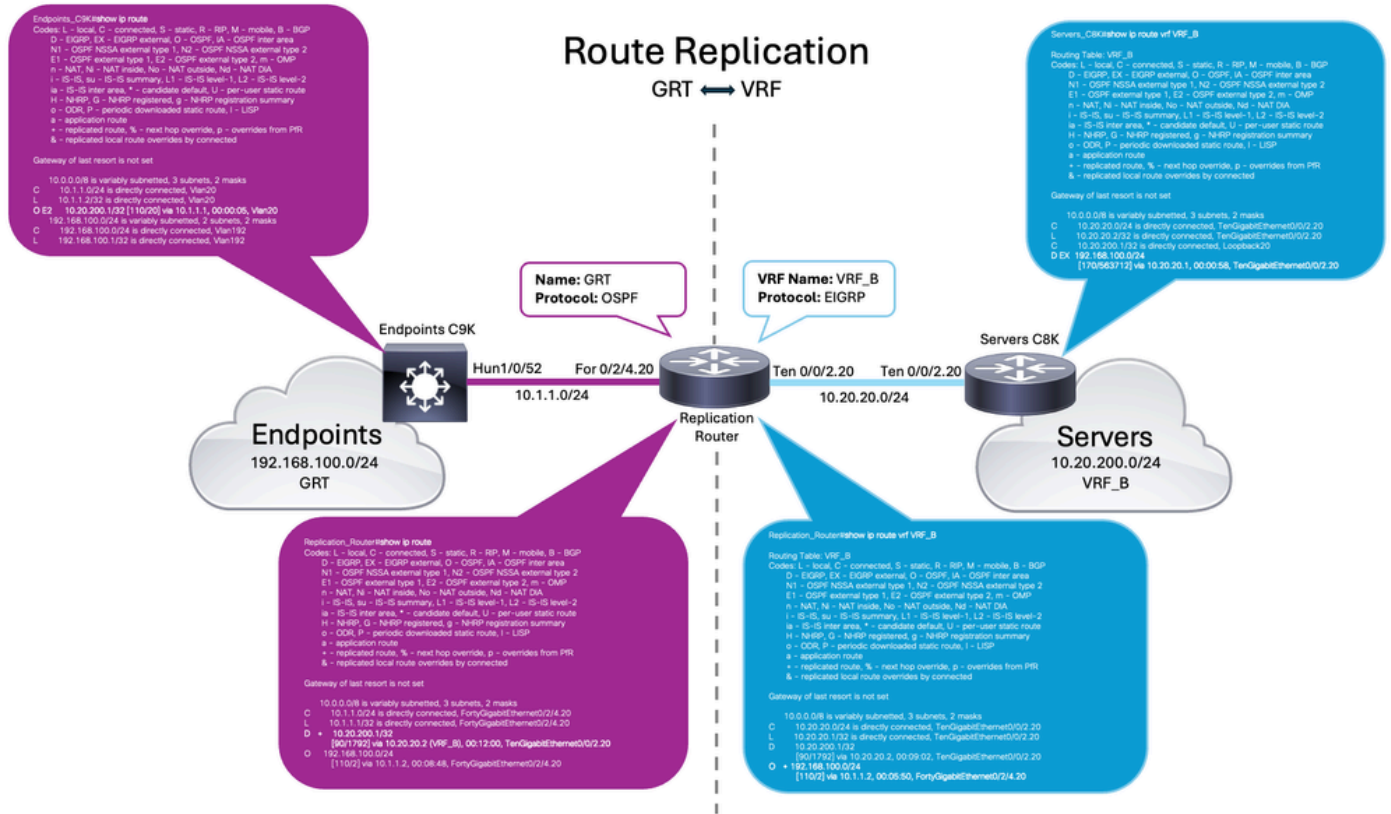 Route Replication
GRT ⟷ VRF
Endpoints_C9K#show ip route
Codes: L - local, C - connected, S - static, R - RIP, M - mobile, B - BGP
D - EIGRP, EX - EIGRP external, O - OSPF, IA - OSPF inter area
N1 - OSPF NSSA external type 1, N2 - OSPF NSSA external type 2
E1 - OSPF external type 1, E2 - OSPF external type 2, m - OMP
n - NAT, Ni - NAT inside, No - NAT outside, Nd - NAT DIA
i - IS-IS, su - IS-IS summary, L1 - IS-IS level-1, L2 - IS-IS level-2
ia - IS-IS inter area, * - candidate default, U - per-user static route
H - NHRP, G - NHRP registered, g - NHRP registration summary
o - ODR, P - periodic downloaded static route, l - LISP
a - application route
+ - replicated route, % - next hop override, p - overrides from PfR
& - replicated local route overrides by connected
Gateway of last resort is not set
10.0.0.0/8 is variably subnetted, 3 subnets, 2 masks
C 10.1.1.0/24 is directly connected, Vlan20
L 10.1.1.2/32 is directly connected, Vlan20
O E2 10.20.200.1/32 [110/20] via 10.1.1.1, 00:00:05, Vlan20
192.168.100.0/24 is variably subnetted, 2 subnets, 2 masks
C 192.168.100.0/24 is directly connected, Vlan192
L 192.168.100.1/32 is directly connected, Vlan192
Servers_C8K#show ip route vrf VRF_B
Routing Table: VRF_B
Codes: L - local, C - connected, S - static, R - RIP, M - mobile, B - BGP
D - EIGRP, EX - EIGRP external, O - OSPF, IA - OSPF inter area
N1 - OSPF NSSA external type 1, N2 - OSPF NSSA external type 2
E1 - OSPF external type 1, E2 - OSPF external type 2, m - OMP
n - NAT, Ni - NAT inside, No - NAT outside, Nd - NAT DIA
i - IS-IS, su - IS-IS summary, L1 - IS-IS level-1, L2 - IS-IS level-2
ia - IS-IS inter area, * - candidate default, U - per-user static route
H - NHRP, G - NHRP registered, g - NHRP registration summary
o - ODR, P - periodic downloaded static route, l - LISP
a - application route
+ - replicated route, % - next hop override, p - overrides from PfR
& - replicated local route overrides by connected
Gateway of last resort is not set
10.0.0.0/8 is variably subnetted, 3 subnets, 2 masks
C 10.20.20.0/24 is directly connected, TenGigabitEthernet0/0/2.20
L 10.20.20.2/32 is directly connected, TenGigabitEthernet0/0/2.20
C 10.20.200.1/32 is directly connected, Loopback20
D EX 192.168.100.0/24
[170/563712] via 10.20.20.1, 00:00:58, TenGigabitEthernet0/0/2.20
Name: GRT
Protocol: OSPF
VRF Name: VRF_B
Protocol: EIGRP
Endpoints C9K
Servers C8K
Hun1/0/52
For 0/2/4.20
Ten 0/0/2.20
Ten 0/0/2.20
10.1.1.0/24
10.20.20.0/24
Replication
Router
Endpoints
192.168.100.0/24
GRT
Servers
10.20.200.0/24
VRF_B
Replication_Router#show ip route
Codes: L - local, C - connected, S - static, R - RIP, M - mobile, B - BGP
D - EIGRP, EX - EIGRP external, O - OSPF, IA - OSPF inter area
N1 - OSPF NSSA external type 1, N2 - OSPF NSSA external type 2
E1 - OSPF external type 1, E2 - OSPF external type 2, m - OMP
n - NAT, Ni - NAT inside, No - NAT outside, Nd - NAT DIA
i - IS-IS, su - IS-IS summary, L1 - IS-IS level-1, L2 - IS-IS level-2
ia - IS-IS inter area, * - candidate default, U - per-user static route
H - NHRP, G - NHRP registered, g - NHRP registration summary
o - ODR, P - periodic downloaded static route, l - LISP
a - application route
+ - replicated route, % - next hop override, p - overrides from PfR
& - replicated local route overrides by connected
Gateway of last resort is not set
10.0.0.0/8 is variably subnetted, 3 subnets, 2 masks
C 10.1.1.0/24 is directly connected, FortyGigabitEthernet0/2/4.20
L 10.1.1.1/32 is directly connected, FortyGigabitEthernet0/2/4.20
D + 10.20.200.1/32
[90/1792] via 10.20.20.2 (VRF_B), 00:12:00, TenGigabitEthernet0/0/2.20
O 192.168.100.0/24
[110/2] via 10.1.1.2, 00:08:48, FortyGigabitEthernet0/2/4.20
Replication_Router#show ip route vrf VRF_B
Routing Table: VRF_B
Codes: L - local, C - connected, S - static, R - RIP, M - mobile, B - BGP
D - EIGRP, EX - EIGRP external, O - OSPF, IA - OSPF inter area
N1 - OSPF NSSA external type 1, N2 - OSPF NSSA external type 2
E1 - OSPF external type 1, E2 - OSPF external type 2, m - OMP
n - NAT, Ni - NAT inside, No - NAT outside, Nd - NAT DIA
i - IS-IS, su - IS-IS summary, L1 - IS-IS level-1, L2 - IS-IS level-2
ia - IS-IS inter area, * - candidate default, U - per-user static route
H - NHRP, G - NHRP registered, g - NHRP registration summary
o - ODR, P - periodic downloaded static route, l - LISP
a - application route
+ - replicated route, % - next hop override, p - overrides from PfR
& - replicated local route overrides by connected
Gateway of last resort is not set
10.0.0.0/8 is variably subnetted, 3 subnets, 2 masks
C 10.20.20.0/24 is directly connected, TenGigabitEthernet0/0/2.20
L 10.20.20.1/32 is directly connected, TenGigabitEthernet0/0/2.20
D 10.20.200.1/32
[90/1792] via 10.20.20.2, 00:09:02, TenGigabitEthernet0/0/2.20
O + 192.168.100.0/24
[110/2] via 10.1.1.2, 00:05:50, FortyGigabitEthernet0/2/4.20